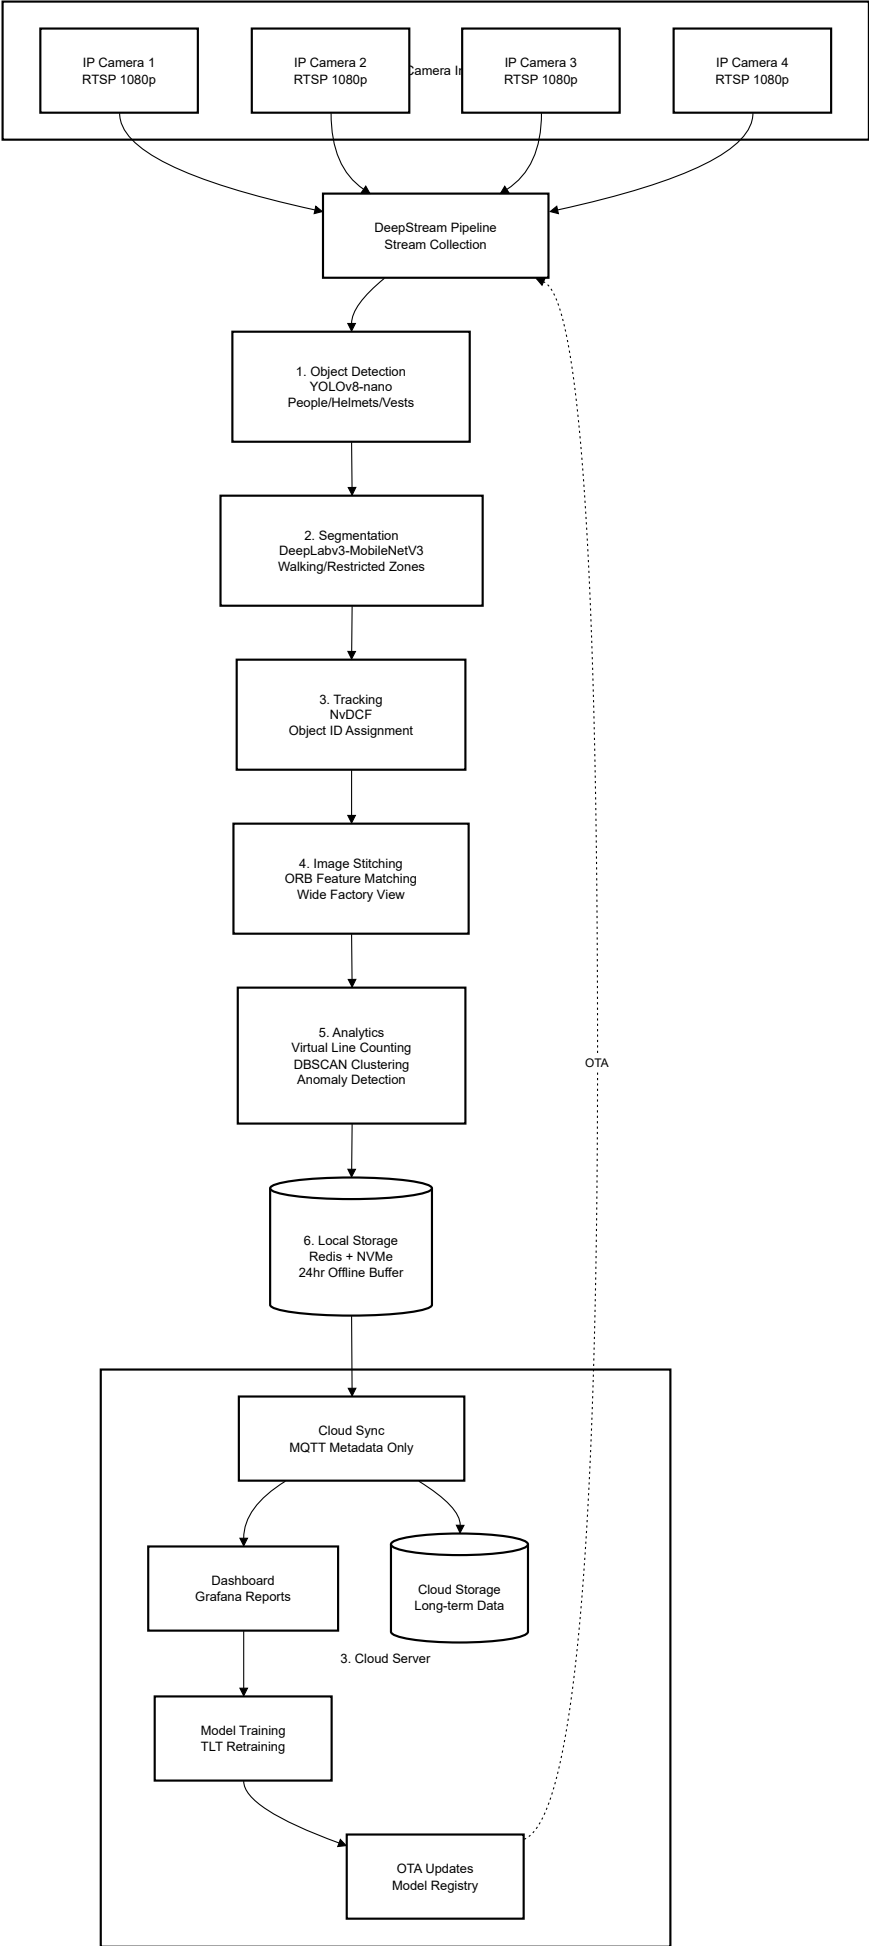 IP Camera 1
RTSP 1080p
IP Camera 2
RTSP 1080p
Camera
IP Camera 3
RTSP 1080p
IP Camera 4
RTSP 1080p
DeepStream Pipeline
Stream Collection
1. Object Detection
YOLOv8-nano
People/Helmets/Vests
2. Segmentation
DeepLabv3-MobileNetV3
Walking/Restricted Zones
3. Tracking
NvDCF
Object ID Assignment
4. Image Stitching
ORB Feature Matching
Wide Factory View
5. Analytics
Virtual Line Counting
DBSCAN Clustering
Anomaly Detection
OTA
6. Local Storage
Redis + NVMe
24hr Offline Buffer
Cloud Sync
MQTT Metadata Only
Dashboard
Grafana Reports
Cloud Storage
Long-term Data
3. Cloud Server
Model Training
TLT Retraining
OTA Updates
Model Registry